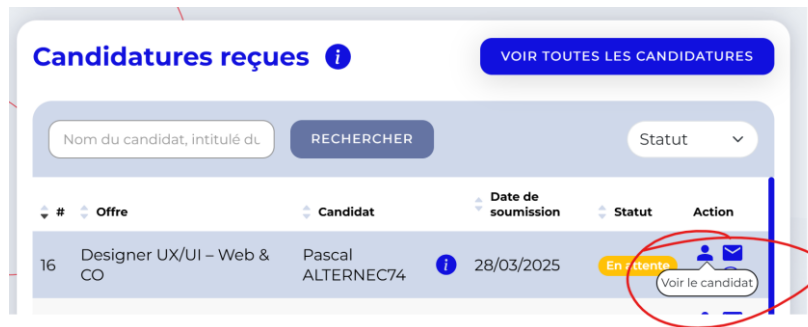 Candidatures reçues i
VOIR TOUTES LES CANDIDATURES
Nom du candidat, intitulé du
RECHERCHER
Statut
# Offre Candidat Date de soumission Statut Action
16 Designer UX/UI – Web & CO Pascal ALTERNEC74 i 28/03/2025 En attente
Voir le candidat